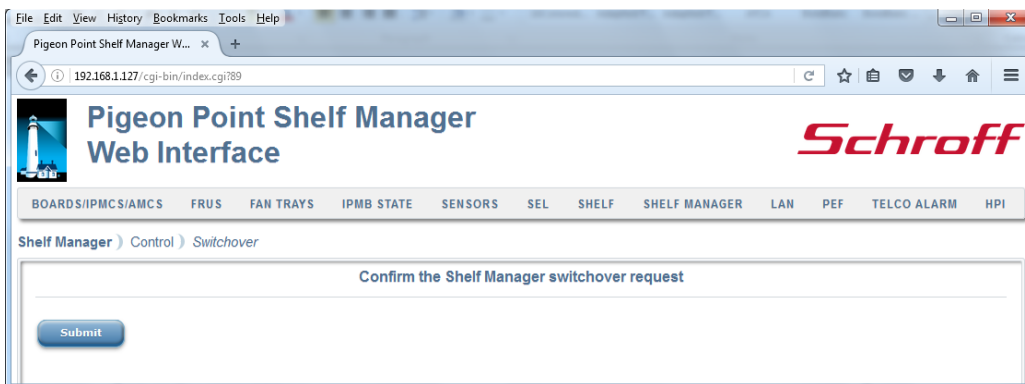 File Edit View History Bookmarks Tools Help
Pigeon Point Shelf Manager W... × +
192.168.1.127/cgi-bin/index.cgi?89
Pigeon Point Shelf Manager
Web Interface
Schroff
BOARDS/IPMCS/AMCS FRUS FAN TRAYS IPMB STATE SENSORS SEL SHELF SHELF MANAGER LAN PEF TELCO ALARM HPI
Shelf Manager ) Control ) Switchover
Confirm the Shelf Manager switchover request
Submit